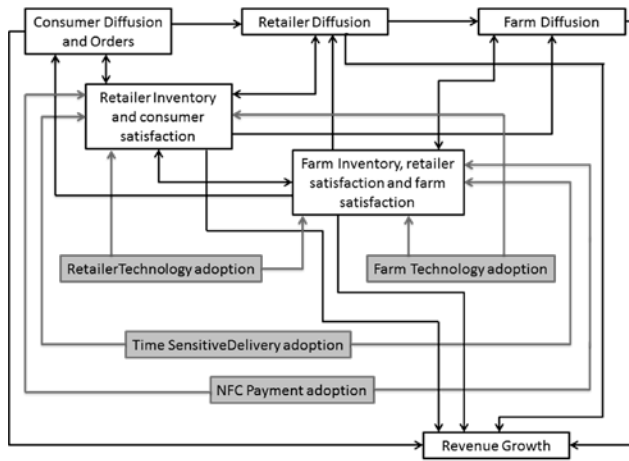 Consumer Diffusion
and Orders
Retailer Diffusion
Farm Diffusion
Retailer Inventory
and consumer
satisfaction
Farm Inventory, retailer
satisfaction and farm
satisfaction
RetailerTechnology adoption
Farm Technology adoption
Time SensitiveDelivery adoption
NFC Payment adoption
Revenue Growth